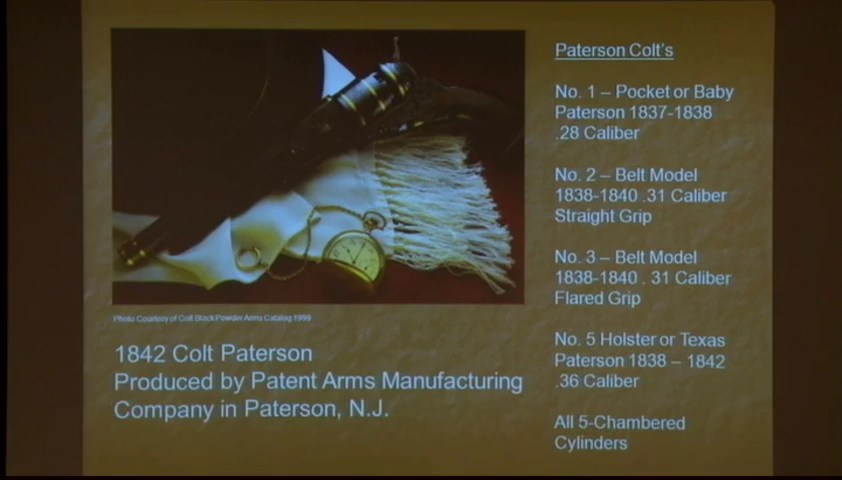 Paterson Colt's
No. 1 – Pocket or Baby
Paterson 1837-1838
.28 Caliber
No. 2 – Belt Model
1838-1840 .31 Caliber
Straight Grip
No. 3 – Belt Model
1838-1840 . 31 Caliber
Flared Grip
No. 5 Holster or Texas
Paterson 1838 – 1842
.36 Caliber
All 5-Chambered
Cylinders
Photo Courtesy of Colt Black Powder Arms Catalog 1999
1842 Colt Paterson
Produced by Patent Arms Manufacturing
Company in Paterson, N.J.